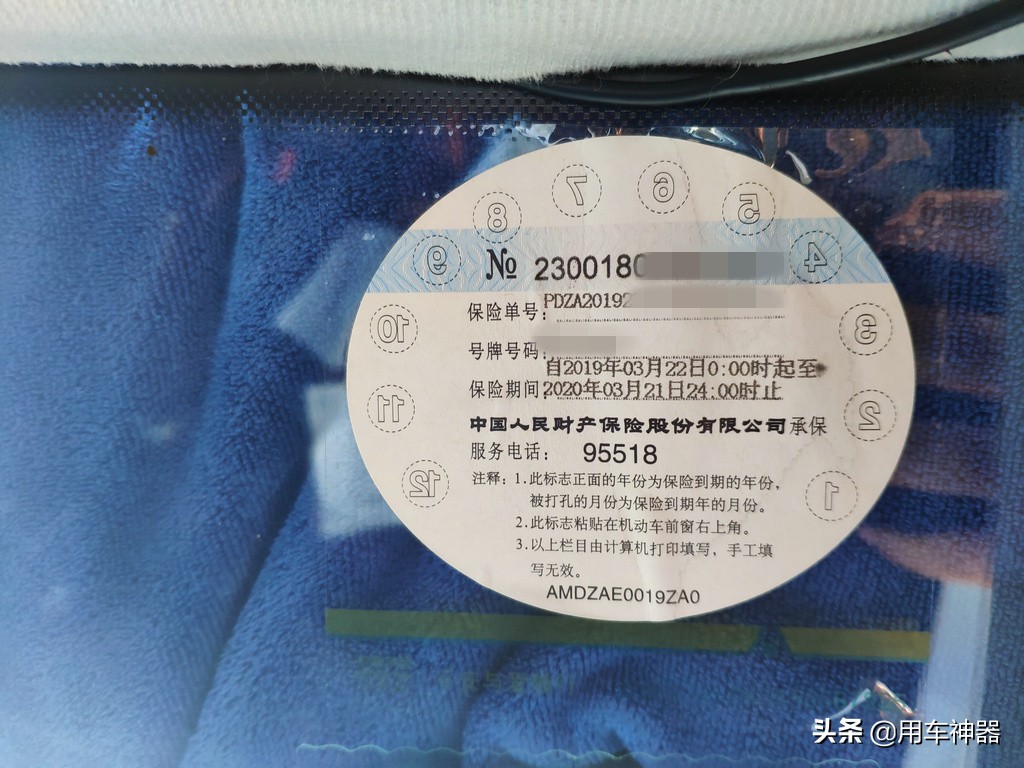 7 6 5
8
9 № 2300180 4
保险单号:PDZA20192
10 3
号牌号码:
自2019年03月22日0:00时起至
保险期间:2020年03月21日24:00时止
11 2
中国人民财产保险股份有限公司承保
服务电话: 95518
12 1
注释:1.此标志正面的年份为保险到期的年份,
被打孔的月份为保险到期年的月份。
2.此标志粘贴在机动车前窗右上角。
3.以上栏目由计算机打印填写,手工填
写无效。
AMDZAE0019ZA0
头条 @用车神器